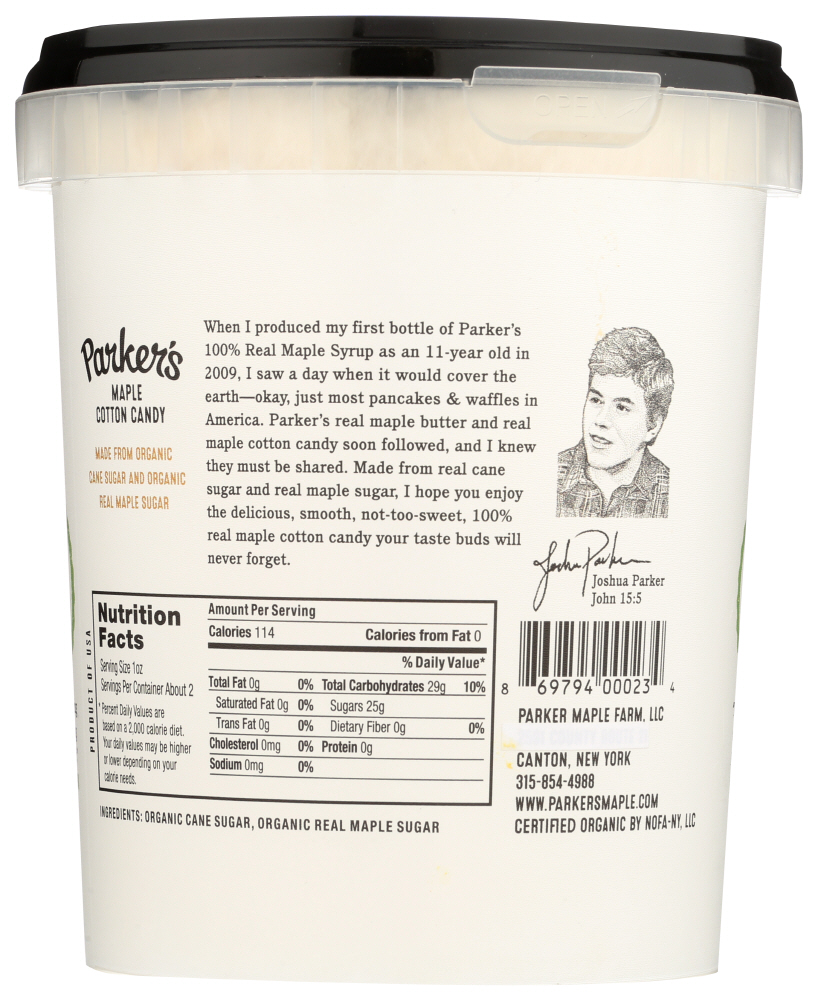 OPEN
Parker's
MAPLE
COTTON CANDY
MADE FROM ORGANIC
CANE SUGAR AND ORGANIC
REAL MAPLE SUGAR
When I produced my first bottle of Parker's
100% Real Maple Syrup as an 11-year old in
2009, I saw a day when it would cover the
earth—okay, just most pancakes & waffles in
America. Parker's real maple butter and real
maple cotton candy soon followed, and I knew
they must be shared. Made from real cane
sugar and real maple sugar, I hope you enjoy
the delicious, smooth, not-too-sweet, 100%
real maple cotton candy your taste buds will
never forget.
Joshua Parker
Joshua Parker
John 15:5
PRODUCT OF USA
Nutrition
Facts
Serving Size 1oz
Servings Per Container About 2
* Percent Daily Values are
based on a 2,000 calorie diet.
Your daily values may be higher
or lower depending on your
calorie needs.
Amount Per Serving
Calories 114 Calories from Fat 0
% Daily Value*
Total Fat 0g 0% Total Carbohydrates 29g 10%
Saturated Fat 0g 0% Sugars 25g
Trans Fat 0g 0% Dietary Fiber 0g 0%
Cholesterol 0mg 0% Protein 0g
Sodium 0mg 0%
INGREDIENTS: ORGANIC CANE SUGAR, ORGANIC REAL MAPLE SUGAR
8 69794 00023 4
PARKER MAPLE FARM, LLC
CANTON, NEW YORK
315-854-4988
WWW.PARKERSMAPLE.COM
CERTIFIED ORGANIC BY NOFA-NY, LLC